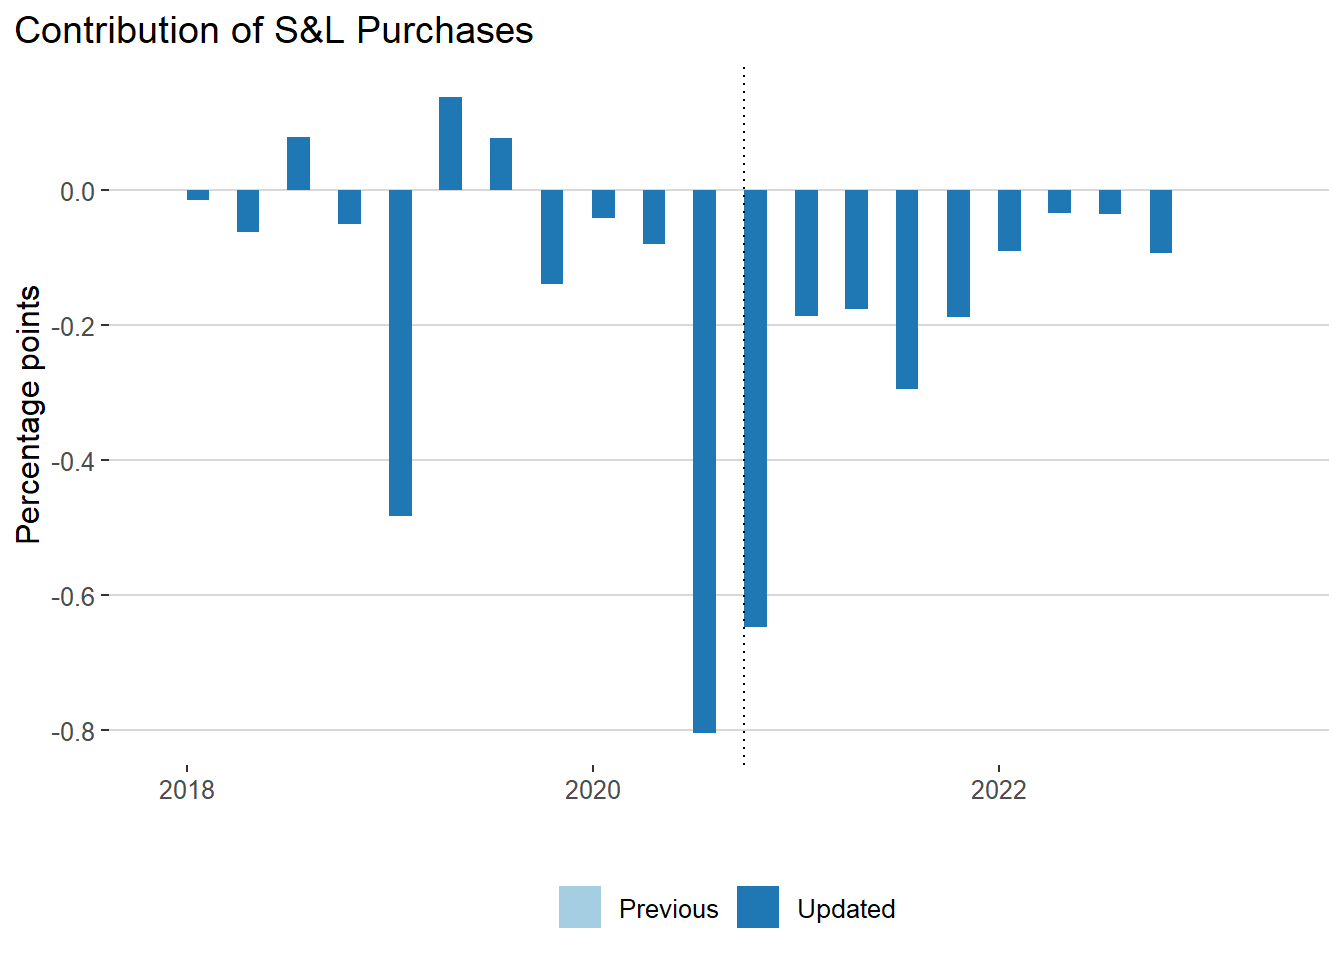 Contribution of S&L Purchases
Percentage points
0.0
-0.2
-0.4
-0.6
-0.8
2018 2020 2022
Previous Updated